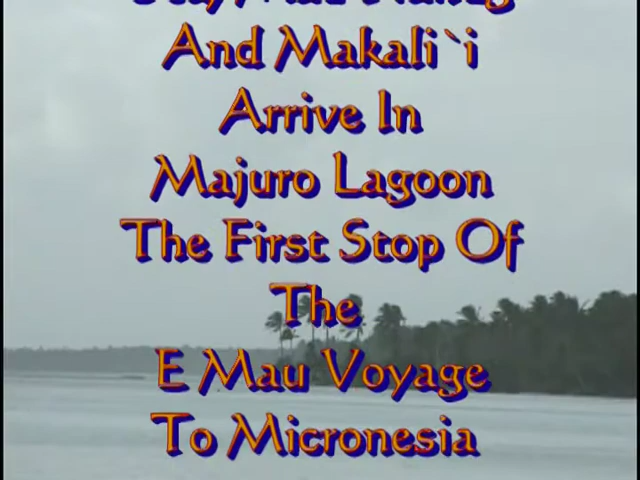 And Makali`i
Arrive In
Majuro Lagoon
The First Stop Of
The
E Mau Voyage
To Micronesia